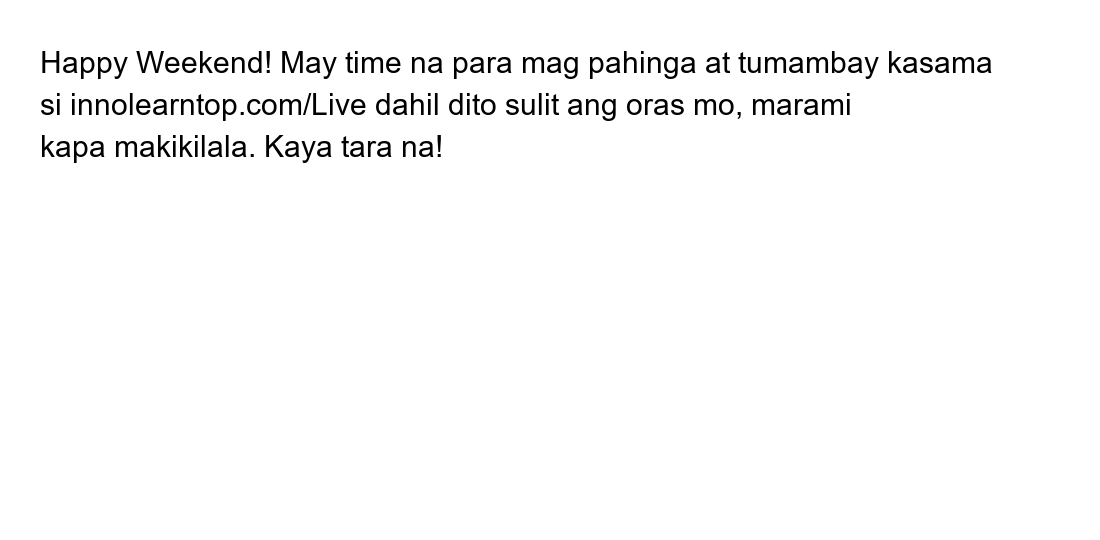 Happy Weekend! May time na para mag pahinga at tumambay kasama
si innolearntop.com/Live dahil dito sulit ang oras mo, marami
kapa makikilala. Kaya tara na!